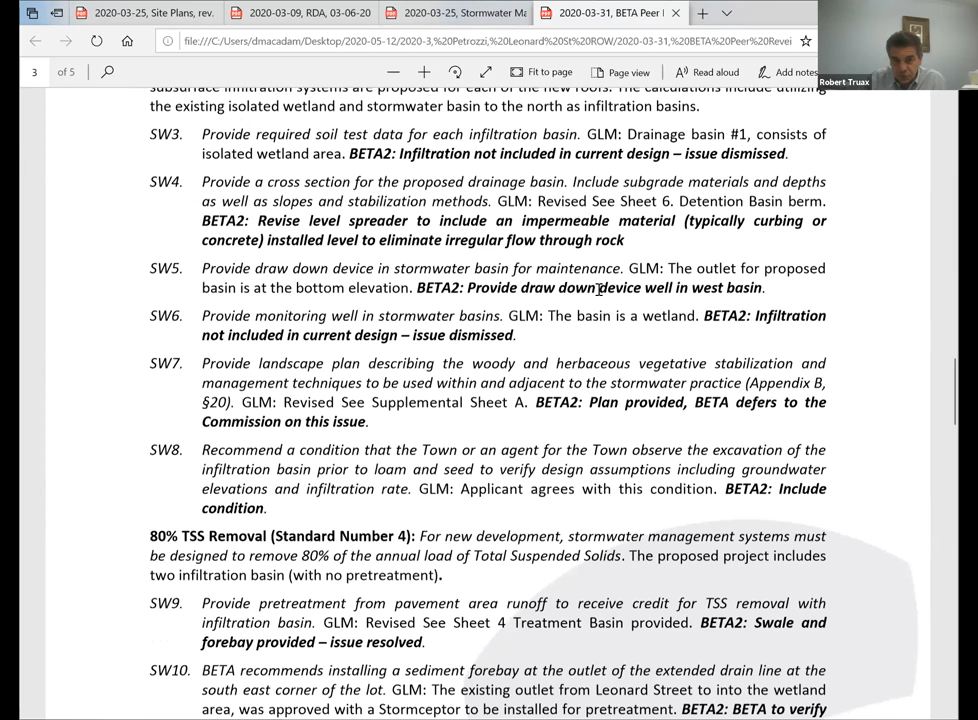 2020-03-25, Site Plans, rev.
2020-03-09, RDA, 03-06-20
2020-03-25, Stormwater Ma
2020-03-31, BETA Peer
file:///C:/Users/dmacadam/Desktop/2020-05-12/2020-3,%20Petrozzi,Leonard%20St%20ROW/2020-03-31,%20BETA%20Peer%20Revei
3 of 5
Fit to page
Page view
Read aloud
Add notes
Robert Truax
subsurface infiltration systems are proposed for each of the new roofs. The calculations include utilizing
the existing isolated wetland and stormwater basin to the north as infiltration basins.
SW3. Provide required soil test data for each infiltration basin. GLM: Drainage basin #1, consists of
isolated wetland area. BETA2: Infiltration not included in current design – issue dismissed.
SW4. Provide a cross section for the proposed drainage basin. Include subgrade materials and depths
as well as slopes and stabilization methods. GLM: Revised See Sheet 6. Detention Basin berm.
BETA2: Revise level spreader to include an impermeable material (typically curbing or
concrete) installed level to eliminate irregular flow through rock
SW5. Provide draw down device in stormwater basin for maintenance. GLM: The outlet for proposed
basin is at the bottom elevation. BETA2: Provide draw down device well in west basin.
SW6. Provide monitoring well in stormwater basins. GLM: The basin is a wetland. BETA2: Infiltration
not included in current design – issue dismissed.
SW7. Provide landscape plan describing the woody and herbaceous vegetative stabilization and
management techniques to be used within and adjacent to the stormwater practice (Appendix B,
§20). GLM: Revised See Supplemental Sheet A. BETA2: Plan provided, BETA defers to the
Commission on this issue.
SW8. Recommend a condition that the Town or an agent for the Town observe the excavation of the
infiltration basin prior to loam and seed to verify design assumptions including groundwater
elevations and infiltration rate. GLM: Applicant agrees with this condition. BETA2: Include
condition.
80% TSS Removal (Standard Number 4): For new development, stormwater management systems must
be designed to remove 80% of the annual load of Total Suspended Solids. The proposed project includes
two infiltration basin (with no pretreatment).
SW9. Provide pretreatment from pavement area runoff to receive credit for TSS removal with
infiltration basin. GLM: Revised See Sheet 4 Treatment Basin provided. BETA2: Swale and
forebay provided – issue resolved.
SW10. BETA recommends installing a sediment forebay at the outlet of the extended drain line at the
south east corner of the lot. GLM: The existing outlet from Leonard Street to into the wetland
area, was approved with a Stormceptor to be installed for pretreatment. BETA2: BETA to verify